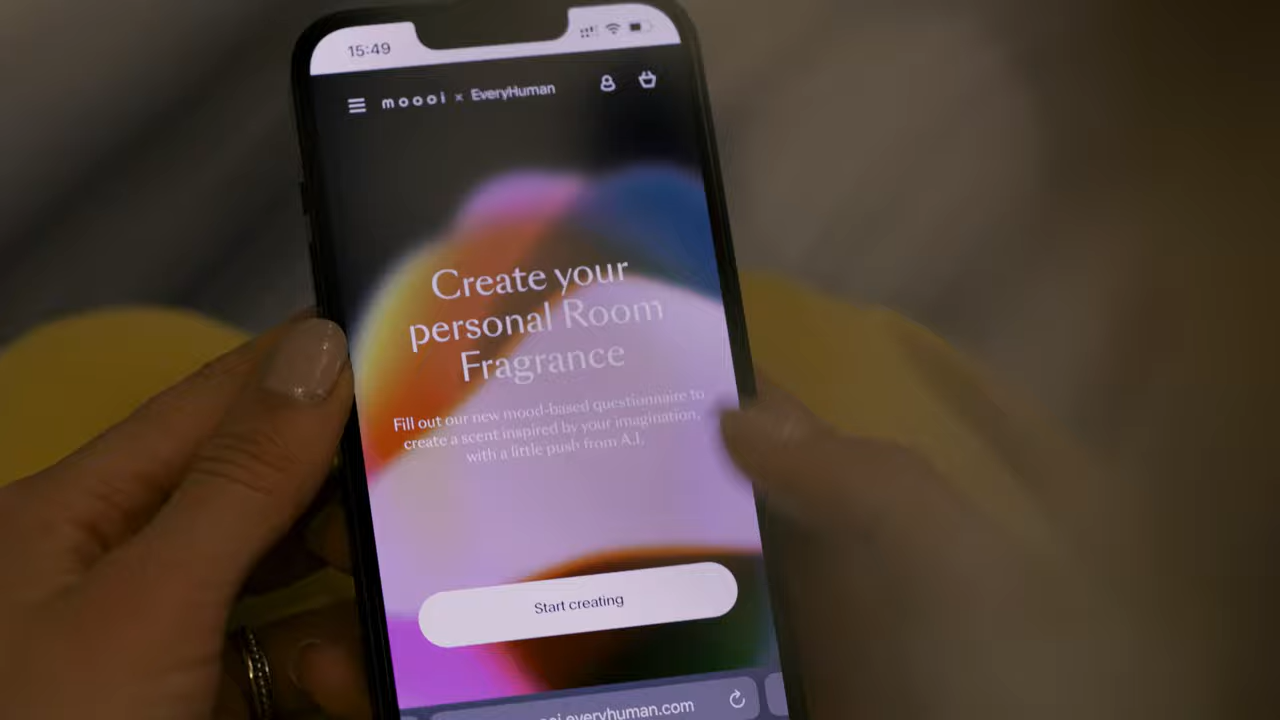 15:49
moooi x EveryHuman
Create your
personal Room
Fragrance
Fill out our new mood-based questionnaire to
create a scent inspired by your imagination,
with a little push from A.I.
Start creating
everyhuman.com